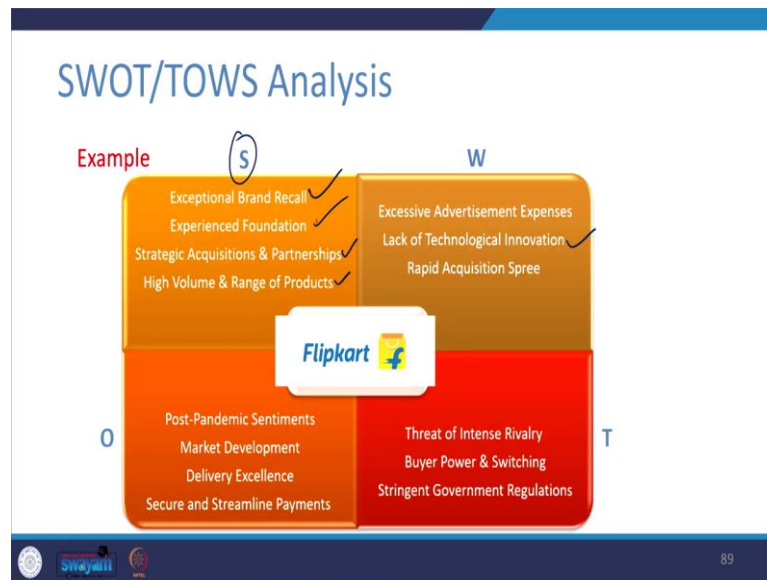 SWOT/TOWS Analysis
Example
S
W
Exceptional Brand Recall
Experienced Foundation
Strategic Acquisitions & Partnerships
High Volume & Range of Products
Excessive Advertisement Expenses
Lack of Technological Innovation
Rapid Acquisition Spree
Flipkart
O
Post-Pandemic Sentiments
Market Development
Delivery Excellence
Secure and Streamline Payments
Threat of Intense Rivalry
Buyer Power & Switching
Stringent Government Regulations
T
swayam
89